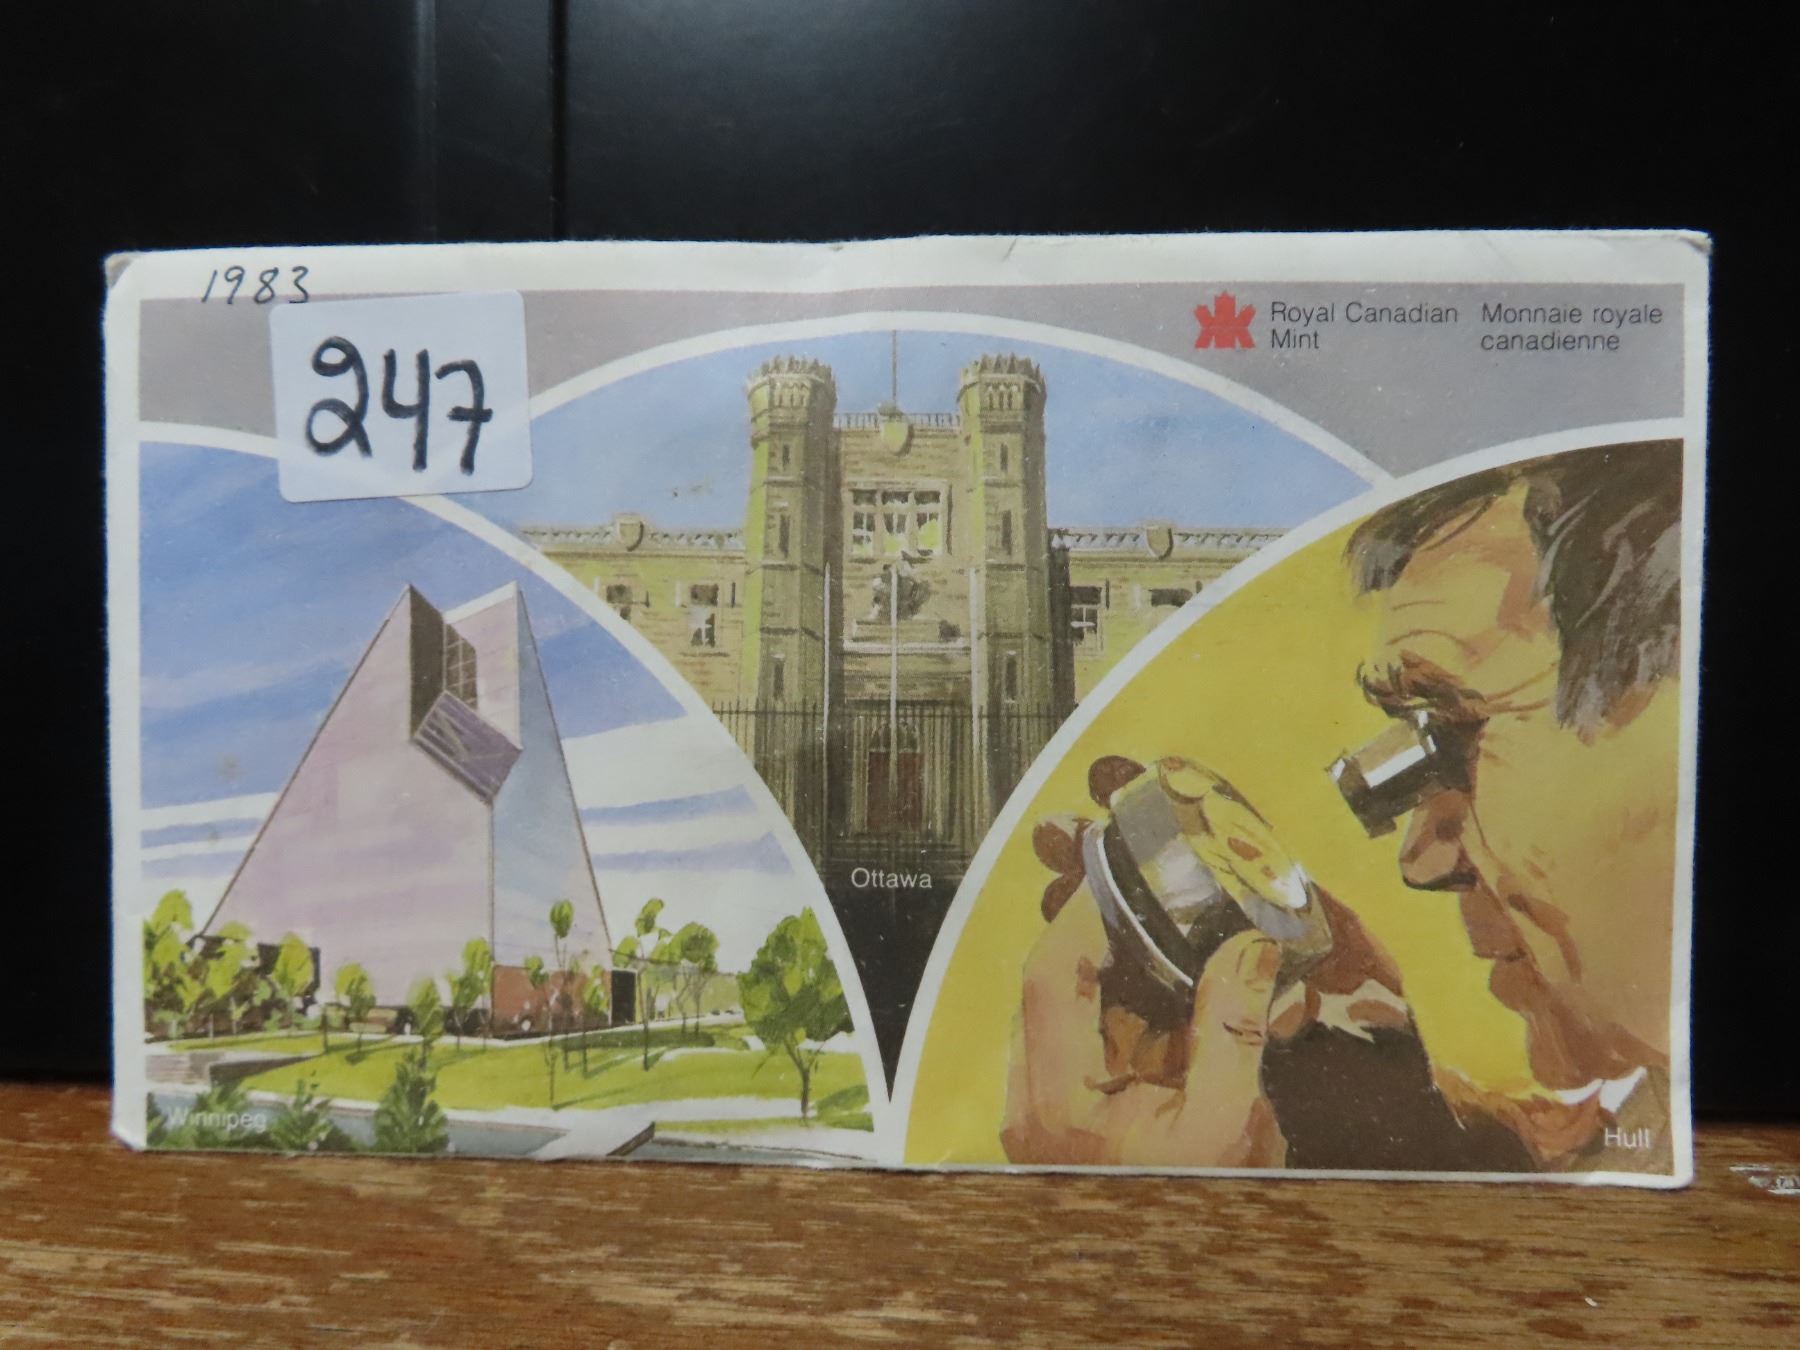 1983
247
Royal Canadian Mint
Monnaie royale canadienne
Ottawa
Winnipeg
Hull